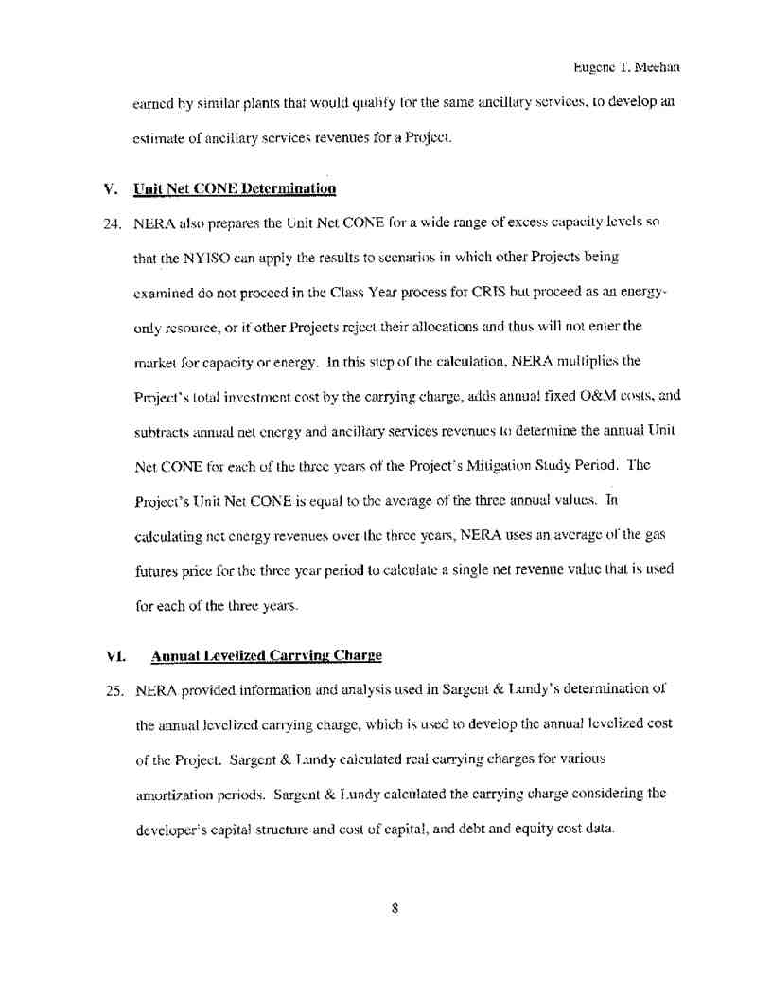 Eugene T. Meehan
earned by similar plants that would qualify for the same ancillary services, to develop an
estimate of ancillary services revenues for a Project.
V. Unit Net CONE Determination
24. NERA also prepares the Unit Net CONE for a wide range of excess capacity levels so
that the NYISO can apply the results to scenarios in which other Projects being
examined do not proceed in the Class Year process for CRIS but proceed as an energy-
only resource, or if other Projects reject their allocations and thus will not enter the
market for capacity or energy. In this step of the calculation, NERA multiplies the
Project's total investment cost by the carrying charge, adds annual fixed O&M costs, and
subtracts annual net energy and ancillary services revenues to determine the annual Unit
Net CONE for each of the three years of the Project's Mitigation Study Period. The
Project's Unit Net CONE is equal to the average of the three annual values. In
calculating net energy revenues over the three years, NERA uses an average of the gas
futures price for the three year period to calculate a single net revenue value that is used
for each of the three years.
VI. Annual Levelized Carrying Charge
25. NERA provided information and analysis used in Sargent & Lundy's determination of
the annual levelized carrying charge, which is used to develop the annual levelized cost
of the Project. Sargent & Lundy calculated real carrying charges for various
amortization periods. Sargent & Lundy calculated the carrying charge considering the
developer's capital structure and cost of capital, and debt and equity cost data.
8